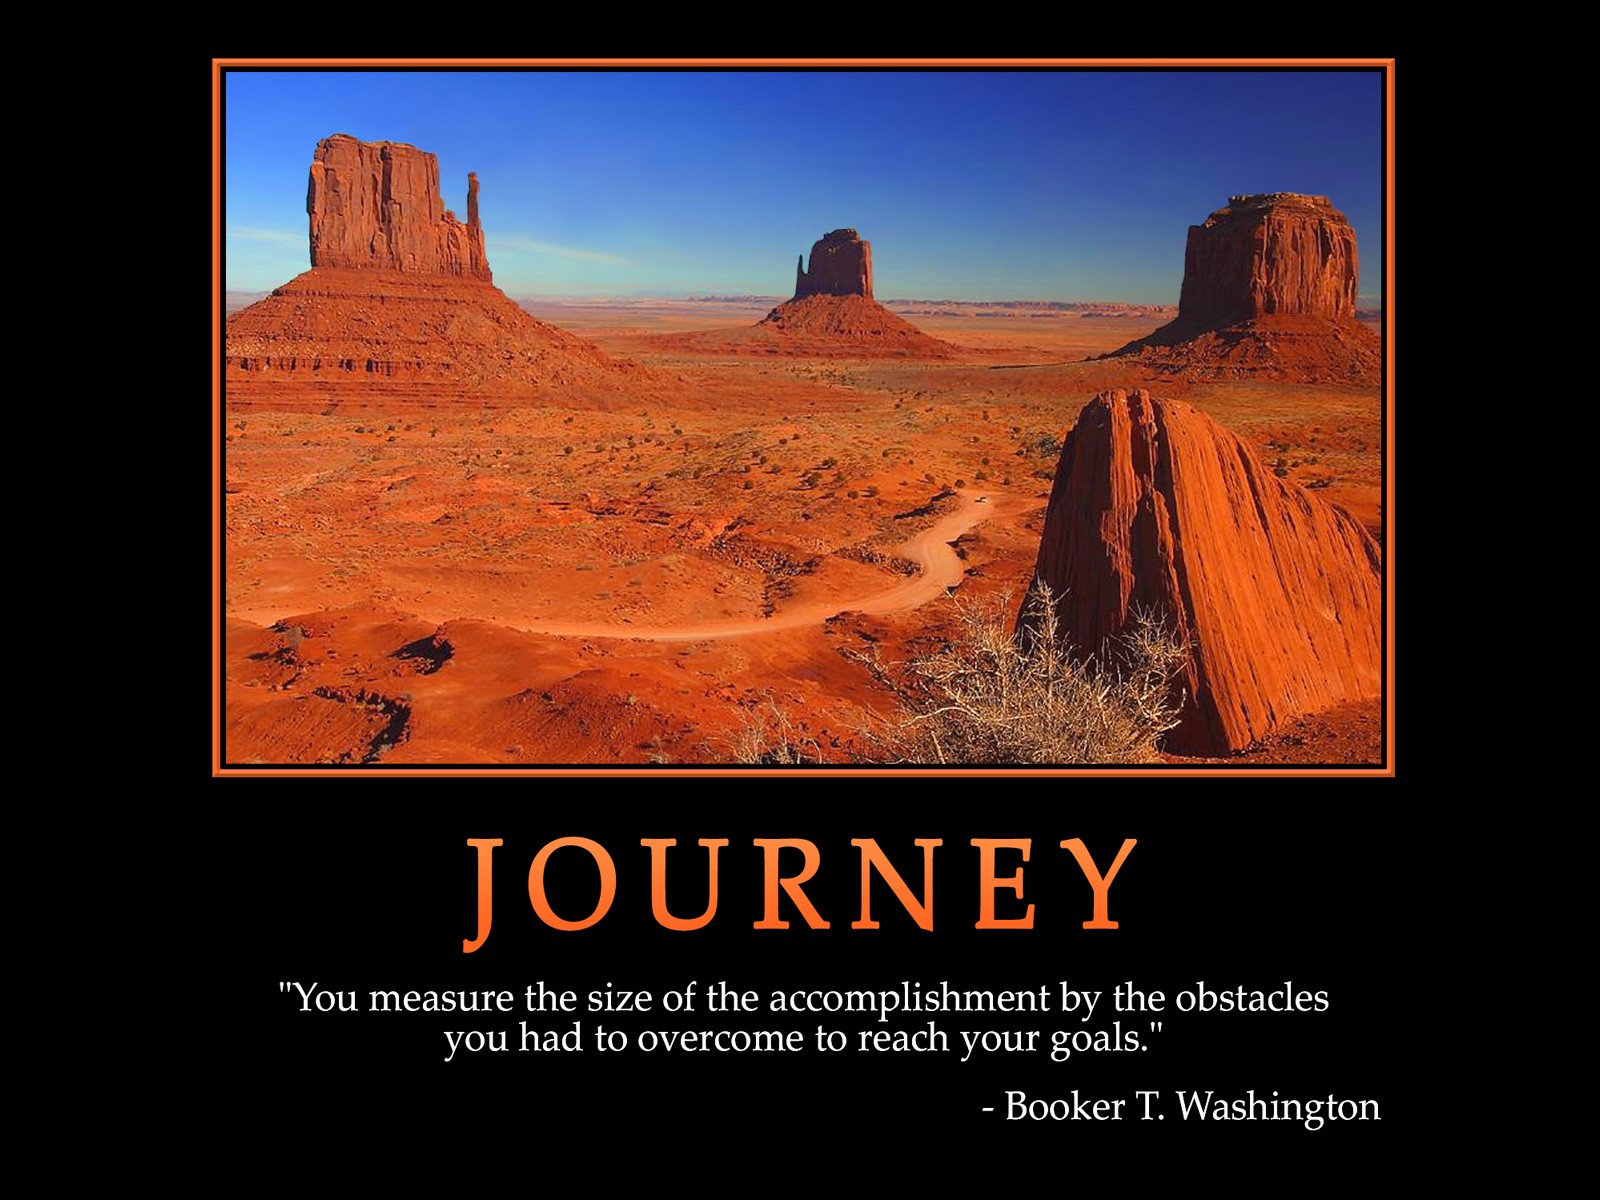 JOURNEY
"You measure the size of the accomplishment by the obstacles
you had to overcome to reach your goals."
- Booker T. Washington